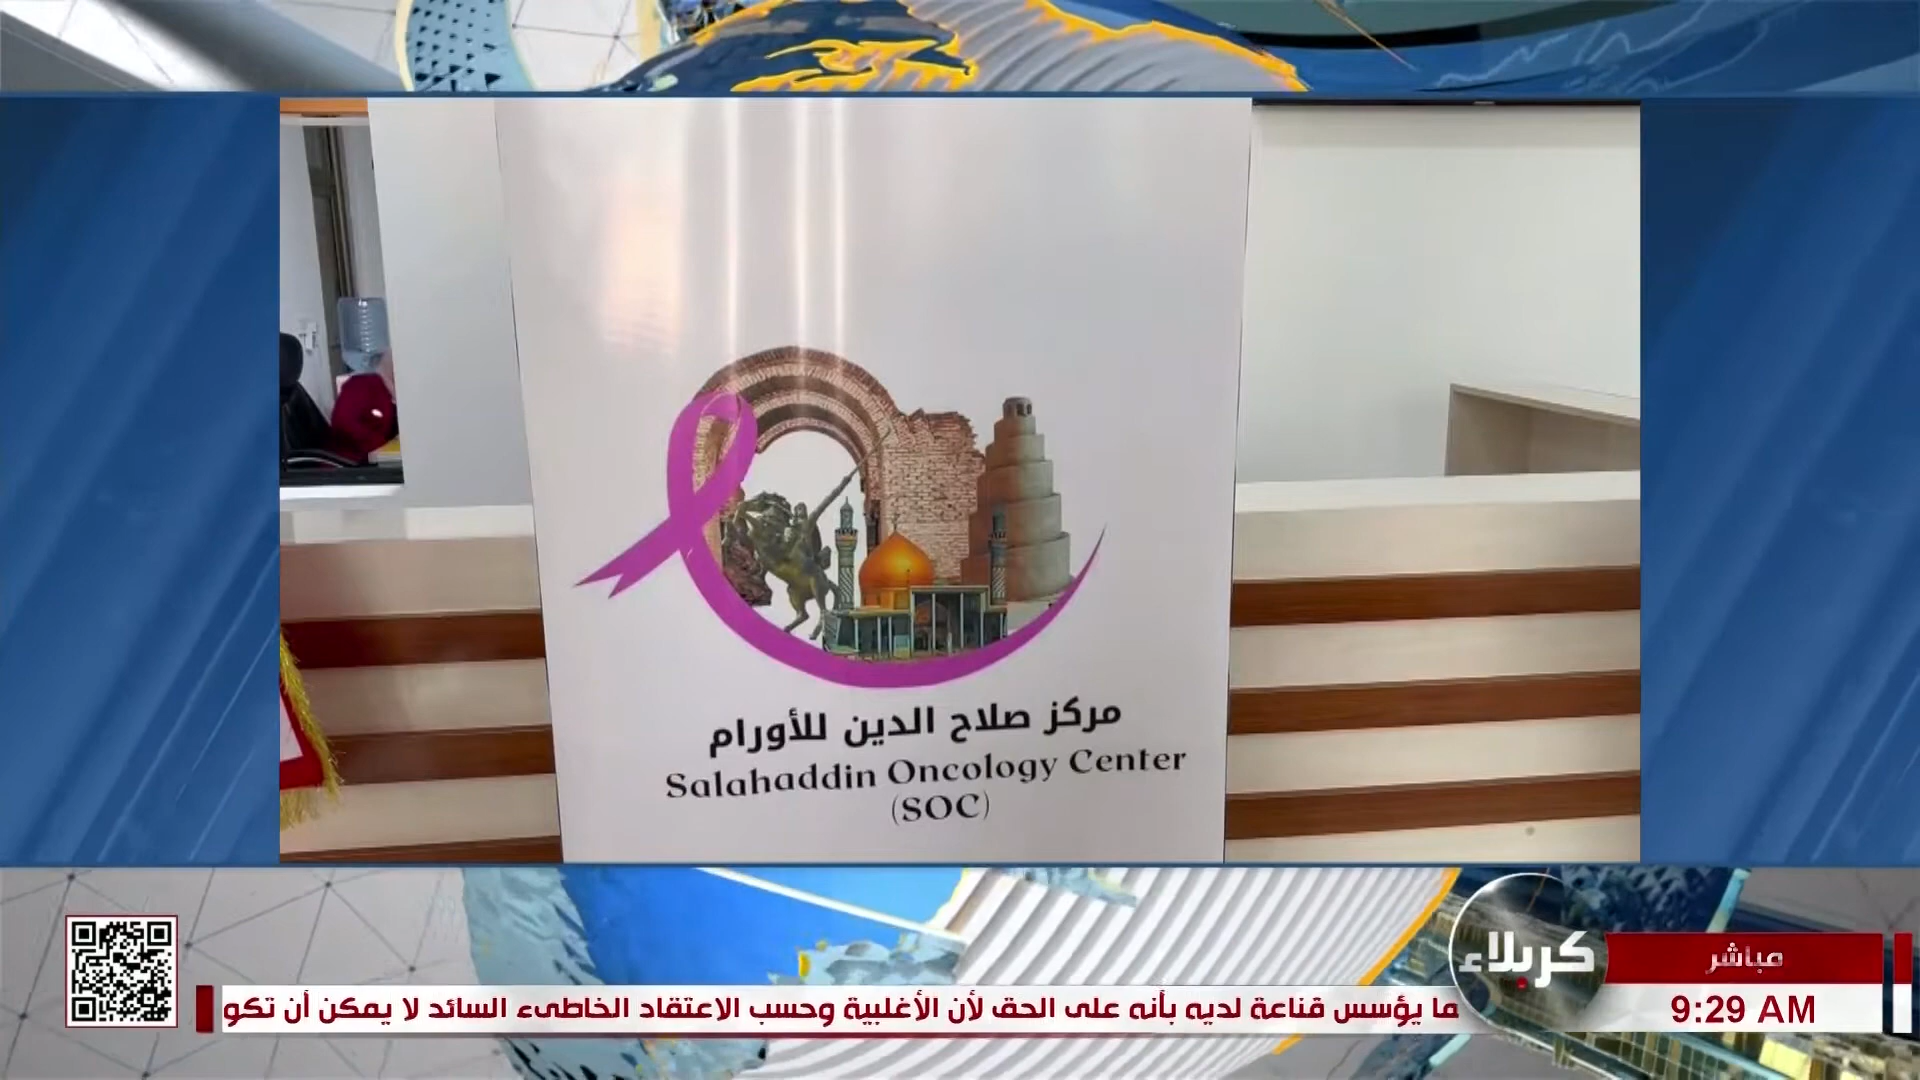 مركز صلاح الدين للأورام
Salahaddin Oncology Center
(SOC)
كربلاء
مباشر
9:29 AM
ما يؤسس قناعة لديه بأنه على الحق لأن الأغلبية وحسب الاعتقاد الخاطىء السائد لا يمكن أن تكو